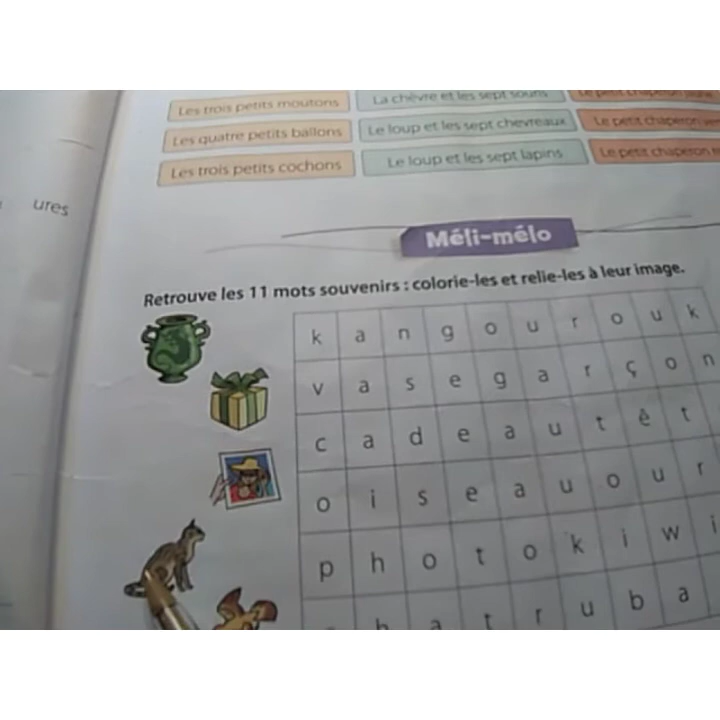 Les trois petits moutons
La chèvre et les sept souris
Les quatre petits ballons
Le loup et les sept chevreaux
Le petit chaperon
Les trois petits cochons
Le loup et les sept lapins
Le petit chaperon
ures
Méli-mélo
Retrouve les 11 mots souvenirs : colorie-les et relie-les à leur image.
k a n g o u r o u k
v a s e g a r ç o n
c a d e a u t ê t
o i s e a u o u r
p h o t o k i w i
h a t r u b a